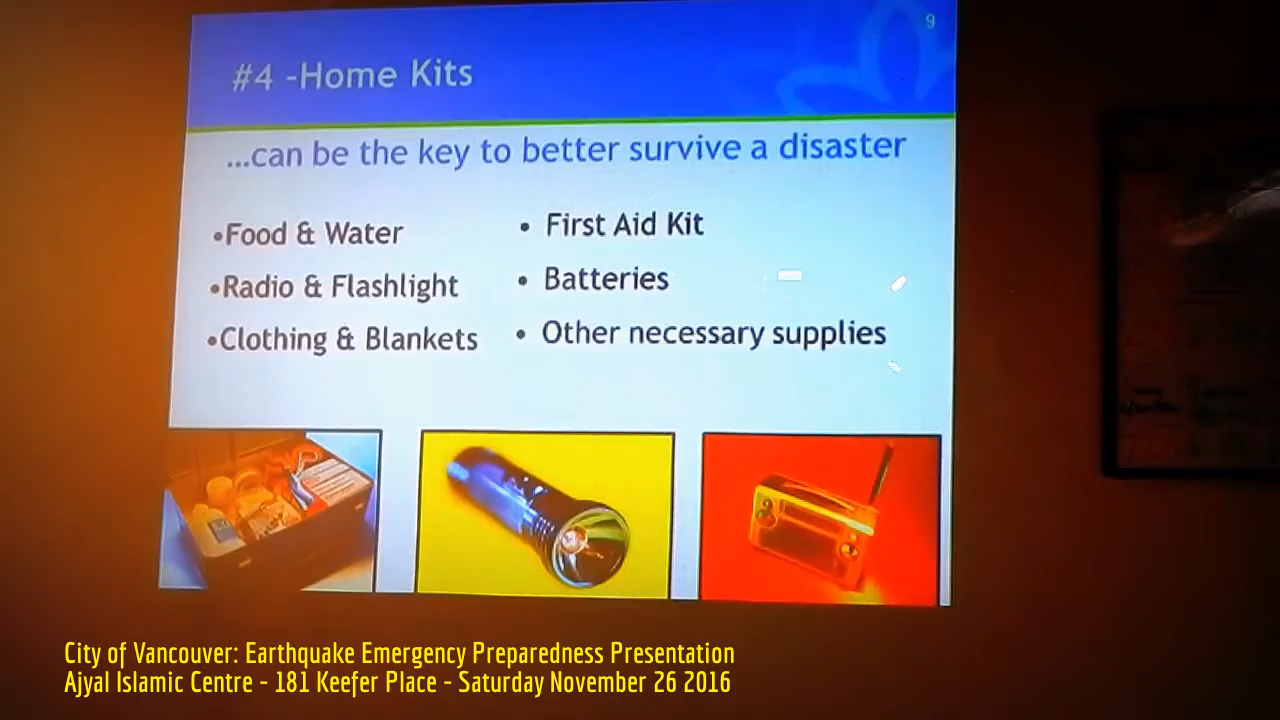 9
#4 -Home Kits
...can be the key to better survive a disaster
•Food & Water
•Radio & Flashlight
•Clothing & Blankets
• First Aid Kit
• Batteries
• Other necessary supplies
City of Vancouver: Earthquake Emergency Preparedness Presentation
Ajyal Islamic Centre - 181 Keefer Place - Saturday November 26 2016